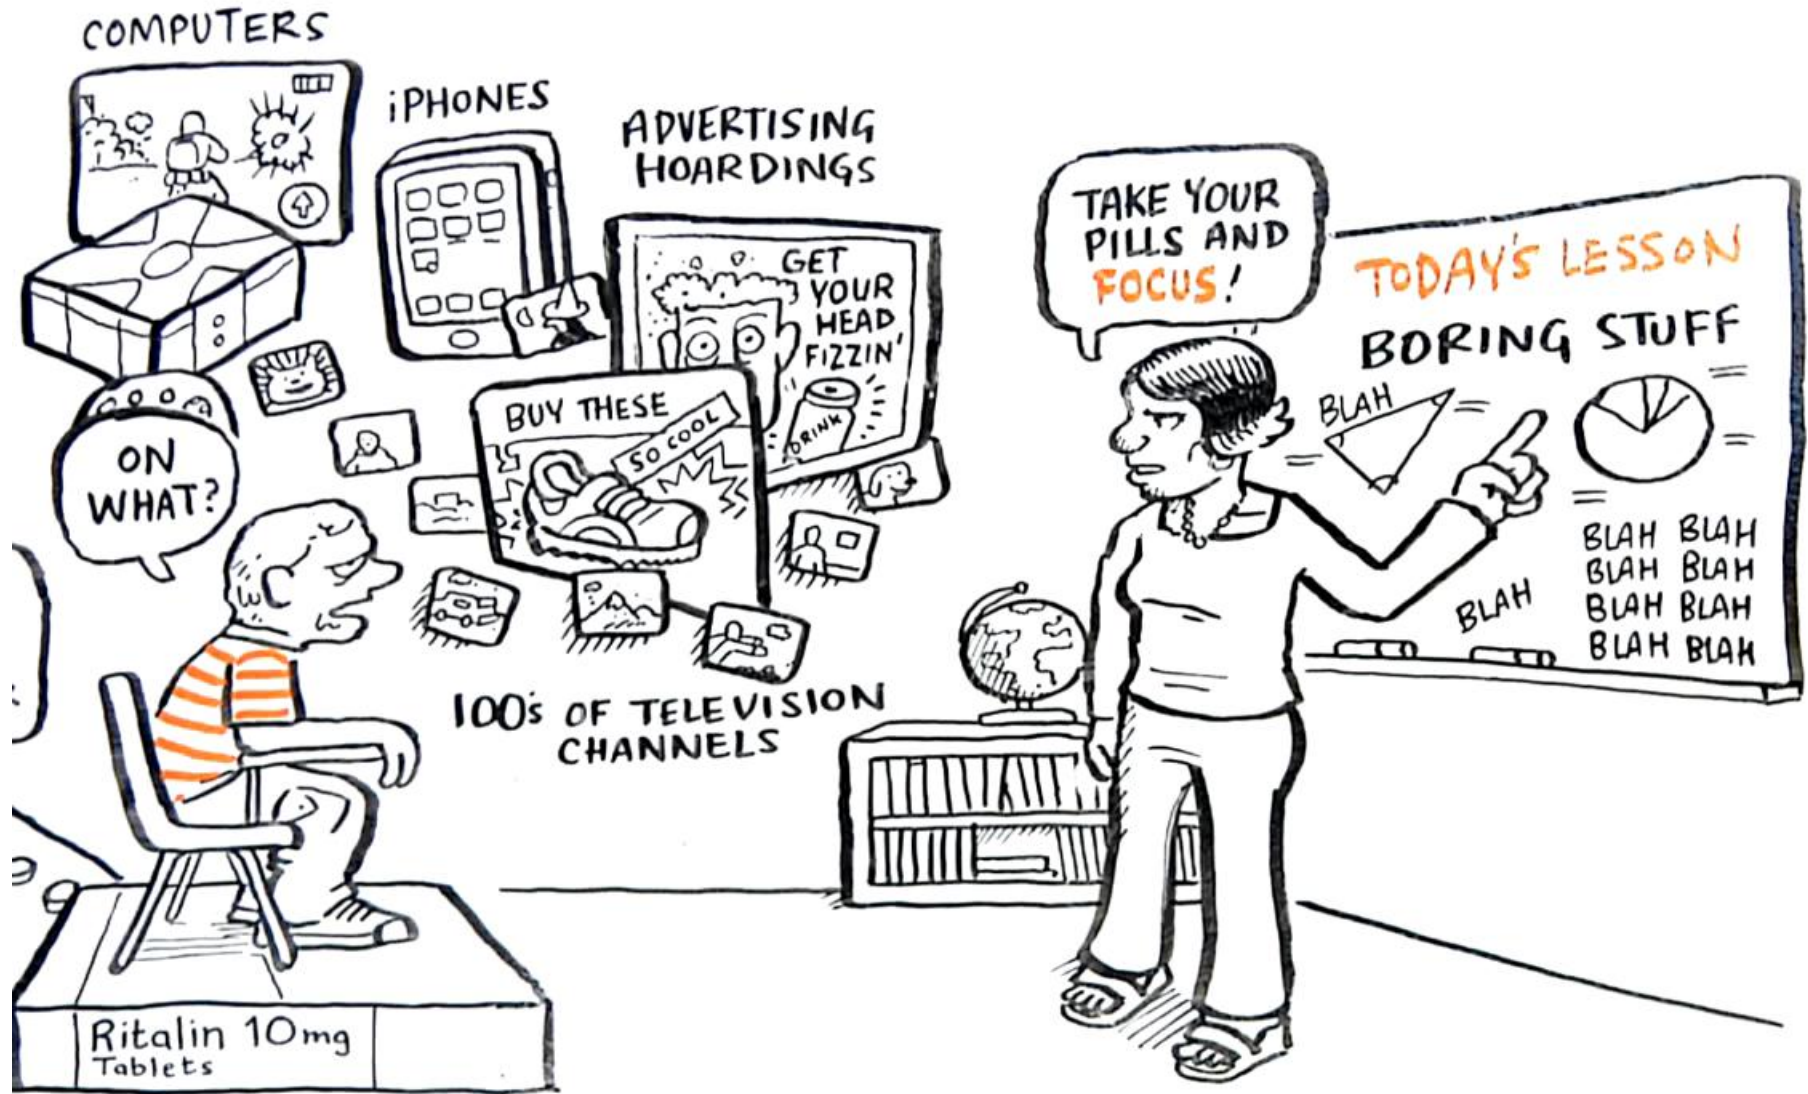 COMPUTERS
iPHONES
ADVERTISING
HOARDINGS
GET
YOUR
HEAD
FIZZIN'
DRINK
BUY THESE
SO COOL
ON
WHAT?
100's OF TELEVISION
CHANNELS
Ritalin 10mg
Tablets
TAKE YOUR
PILLS AND
FOCUS!
TODAY'S LESSON
BORING STUFF
BLAH
BLAH BLAH
BLAH BLAH
BLAH BLAH
BLAH BLAH
BLAH